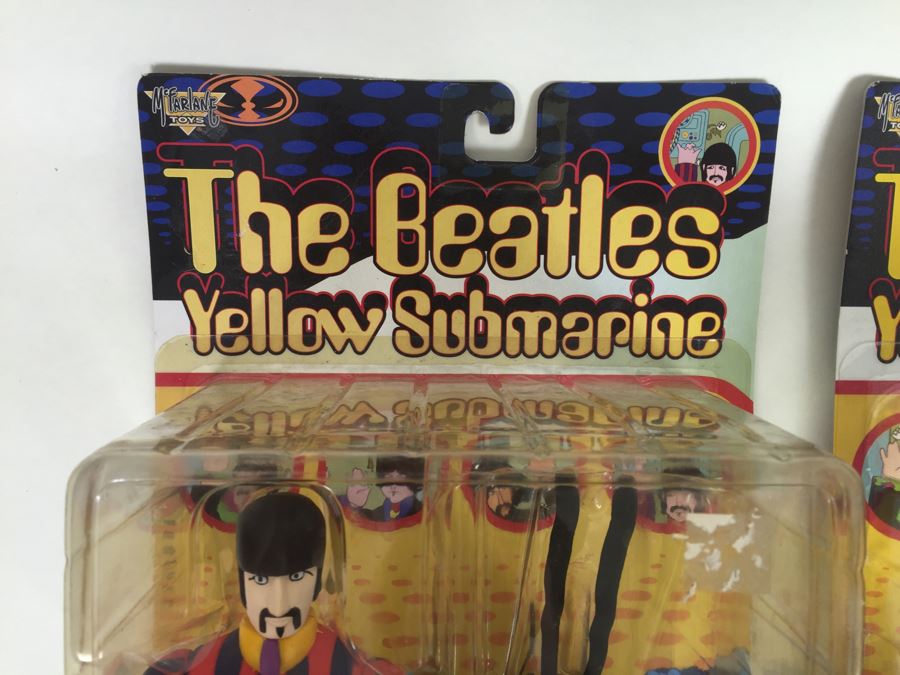 McFARLANE
TOYS
The Beatles
Yellow Submarine